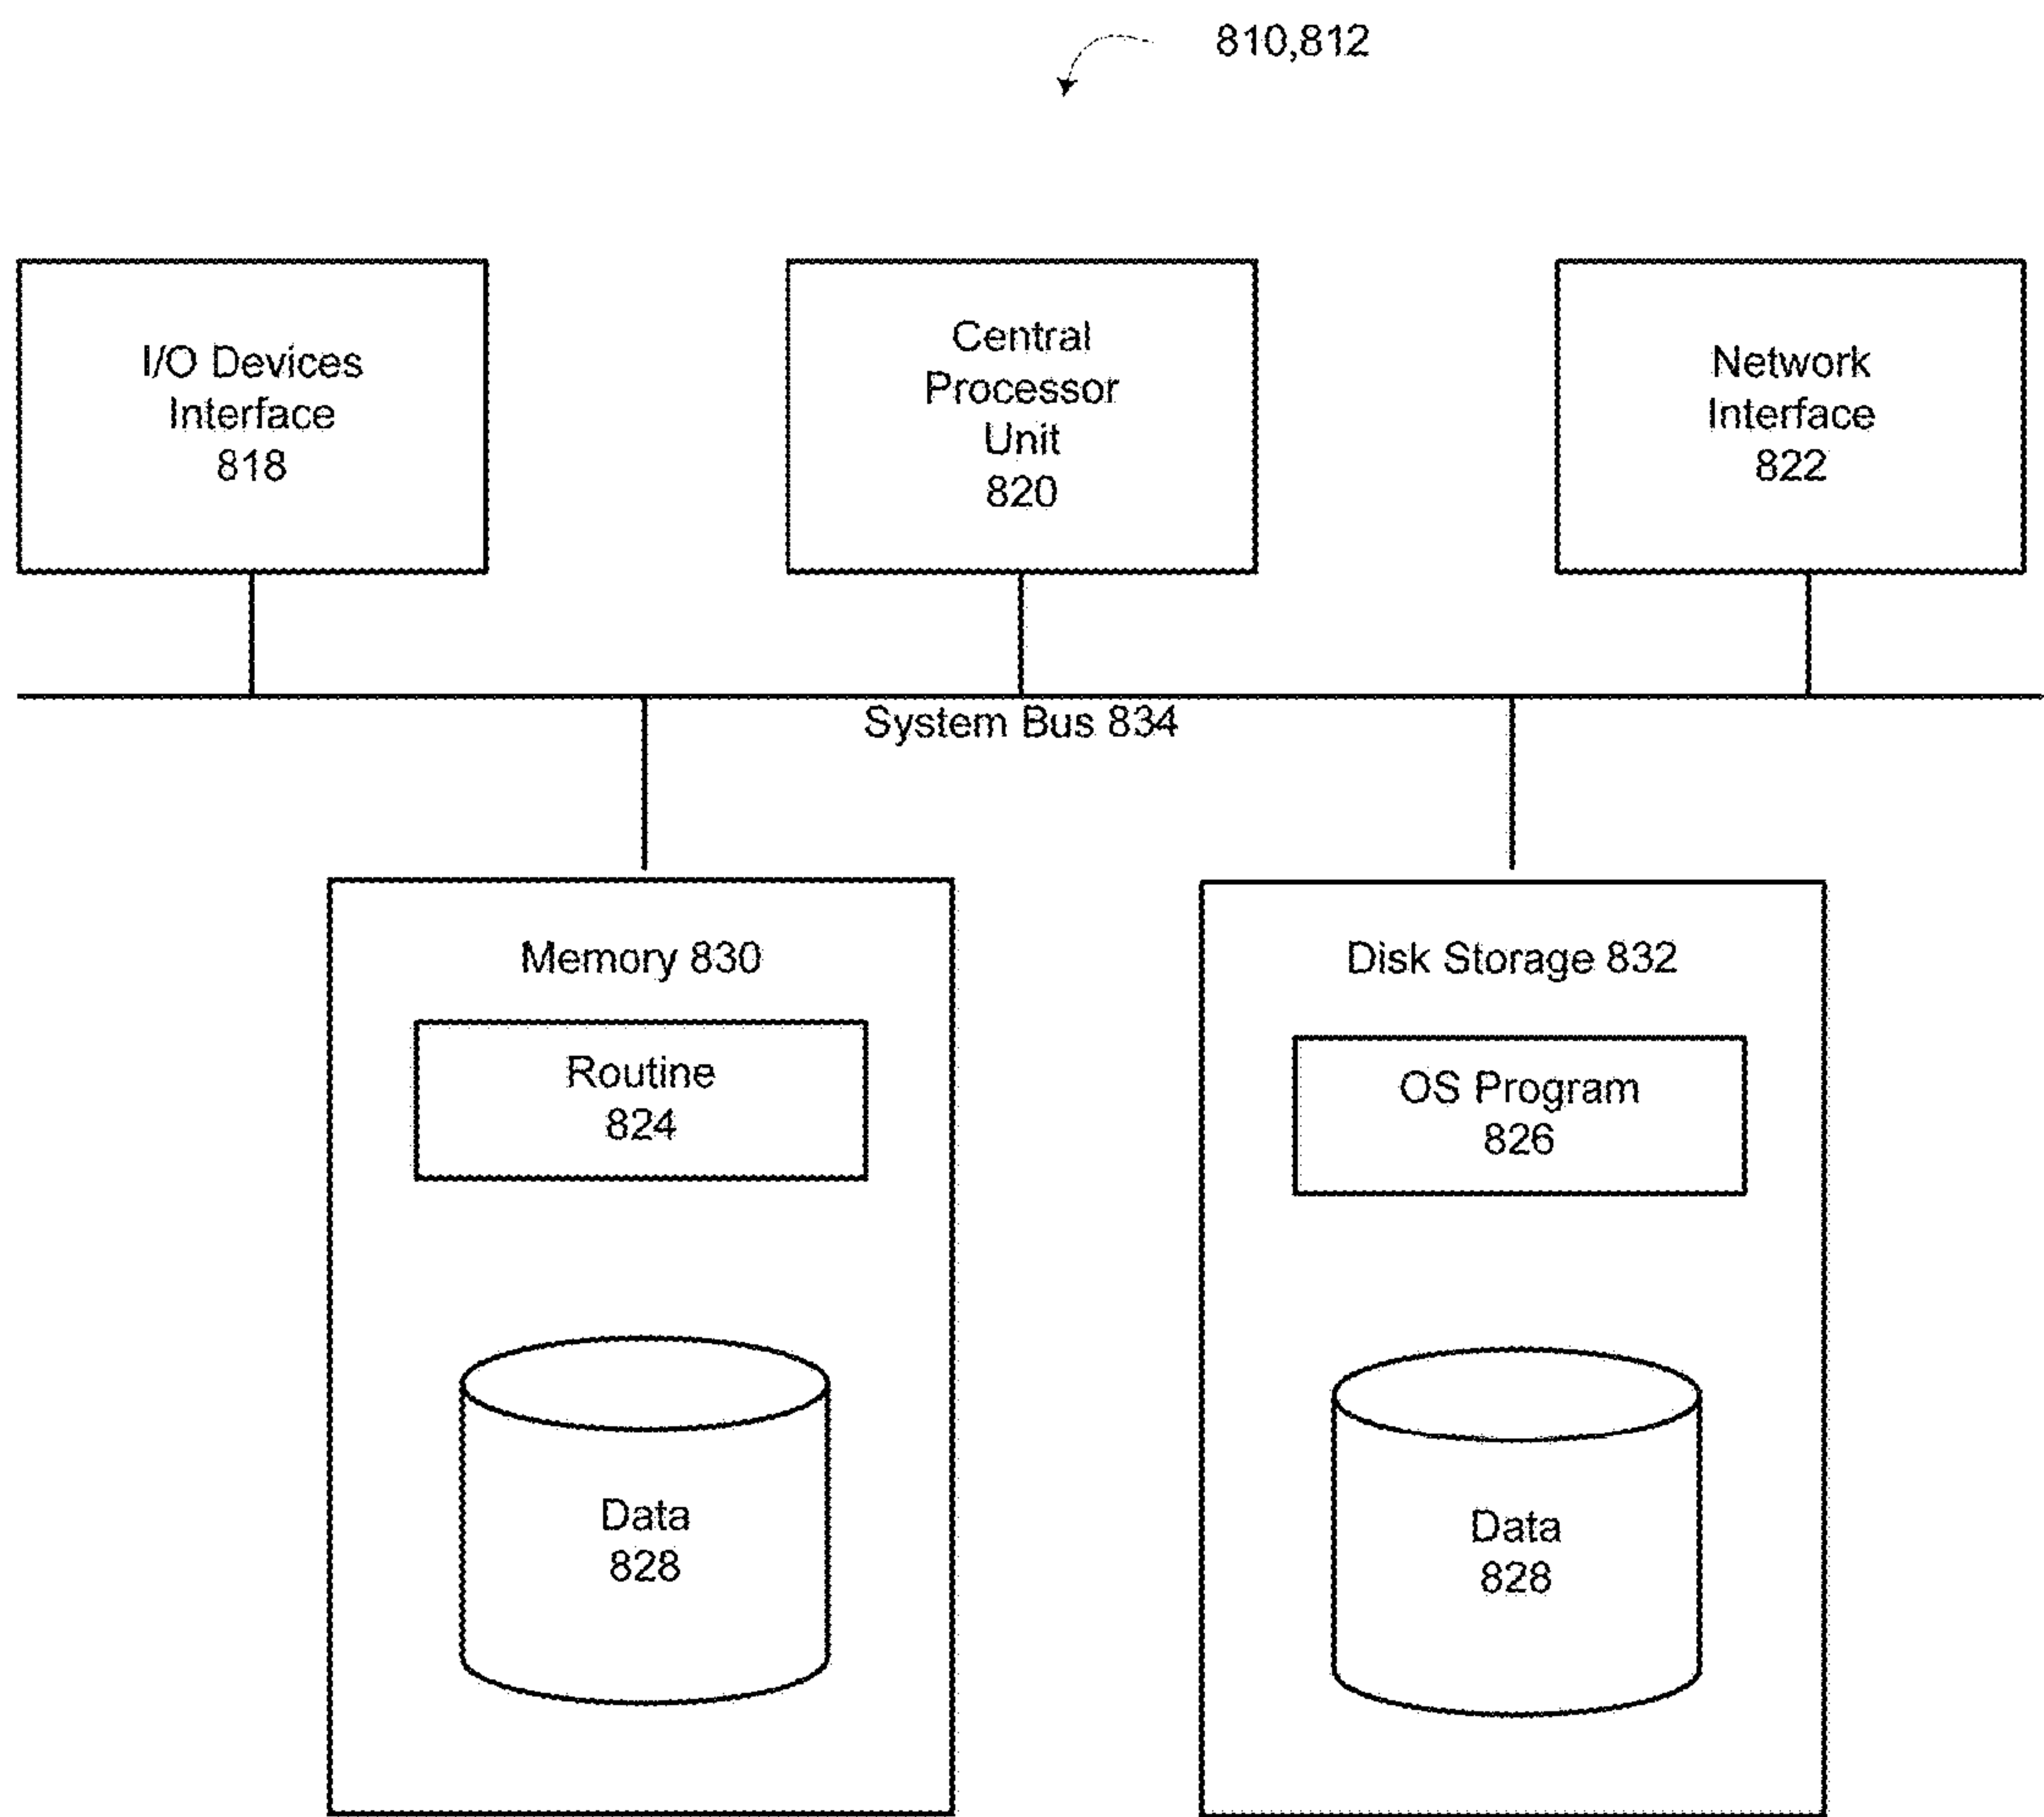 810,812
I/O Devices
Interface
818
Central
Processor
Unit
820
Network
Interface
822
System Bus 834
Memory 830
Routine
824
Data
828
Disk Storage 832
OS Program
826
Data
828